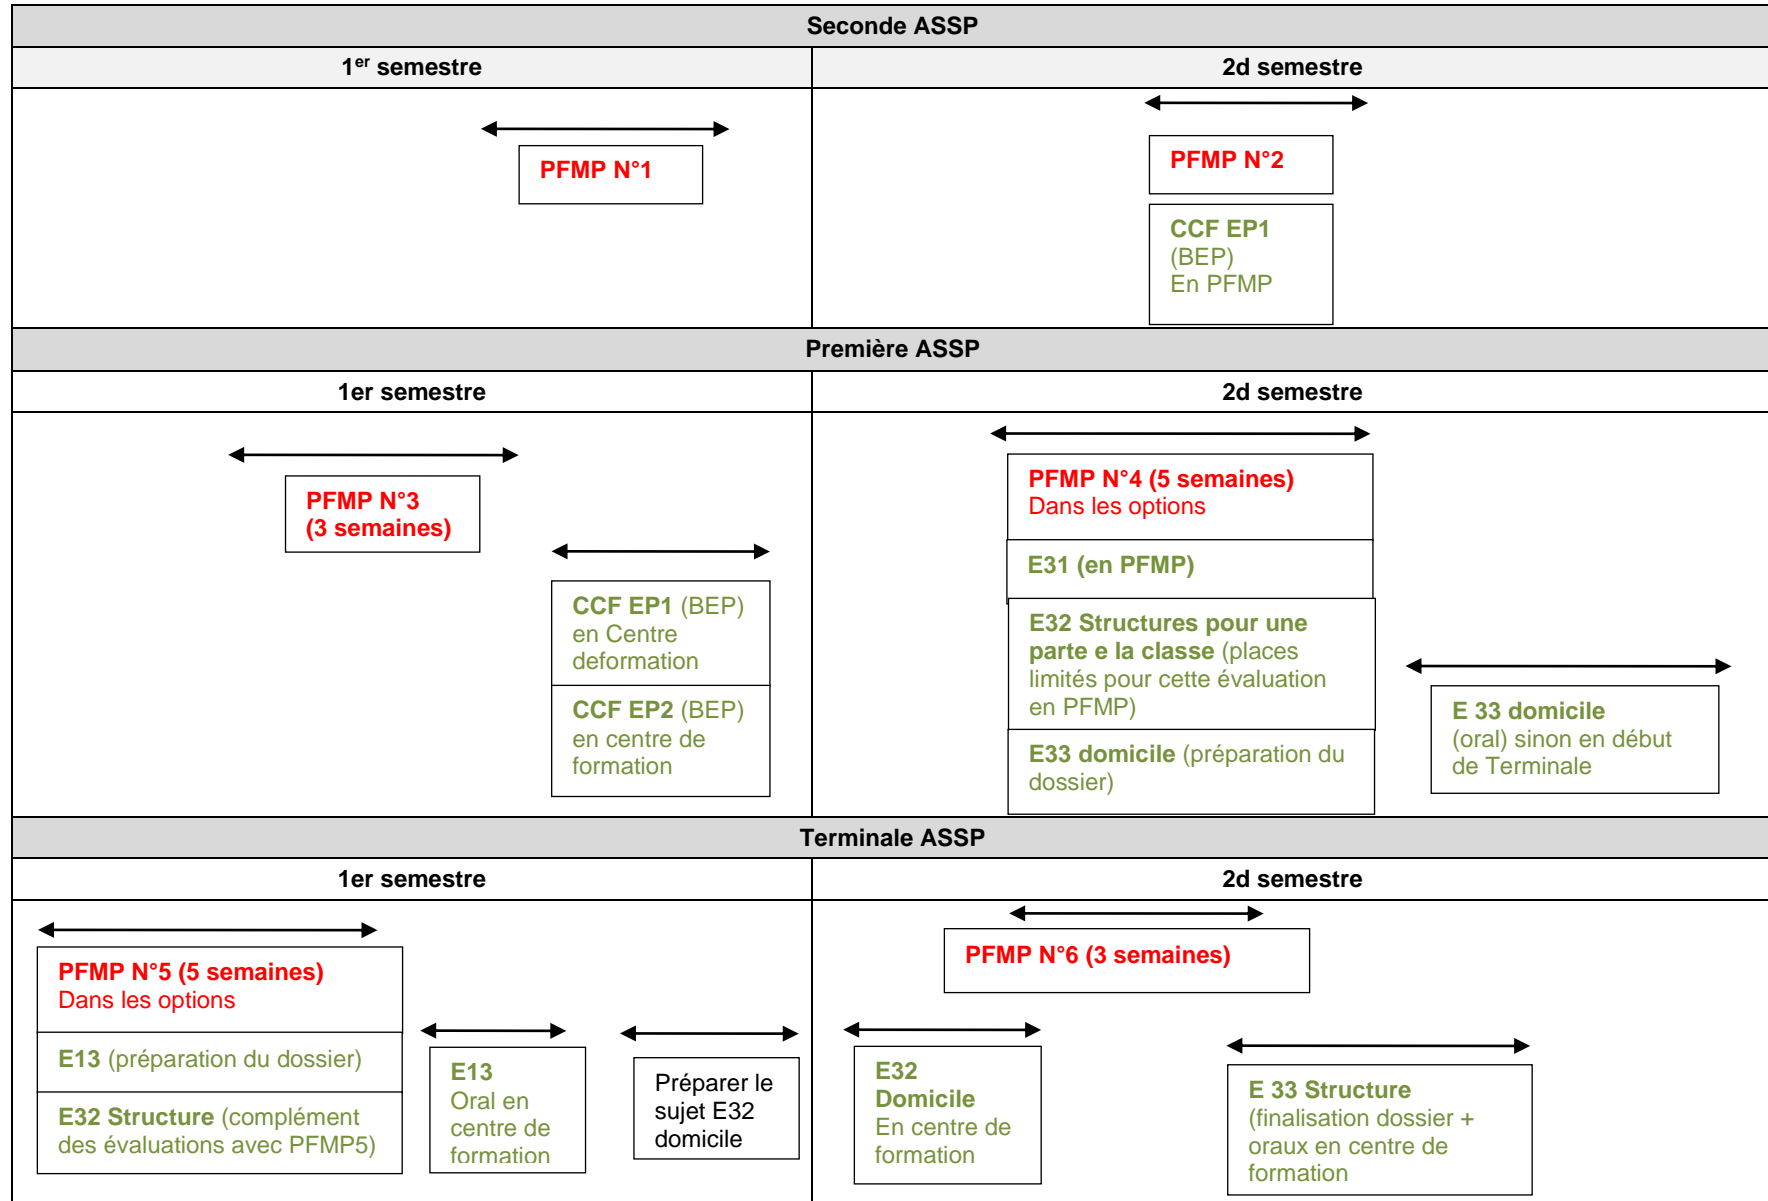 Seconde ASSP
1er semestre
2d semestre
PFMP N°1
PFMP N°2
CCF EP1
(BEP)
En PFMP
Première ASSP
1er semestre
2d semestre
PFMP N°3
(3 semaines)
CCF EP1 (BEP)
en Centre
deformation
CCF EP2 (BEP)
en centre de
formation
PFMP N°4 (5 semaines)
Dans les options
E31 (en PFMP)
E32 Structures pour une
parte e la classe (places
limités pour cette évaluation
en PFMP)
E33 domicile (préparation du
dossier)
E 33 domicile
(oral) sinon en début
de Terminale
Terminale ASSP
1er semestre
2d semestre
PFMP N°5 (5 semaines)
Dans les options
E13 (préparation du dossier)
E32 Structure (complément
des évaluations avec PFMP5)
E13
Oral en
centre de
formation
Préparer le
sujet E32
domicile
PFMP N°6 (3 semaines)
E32
Domicile
En centre de
formation
E 33 Structure
(finalisation dossier +
oraux en centre de
formation